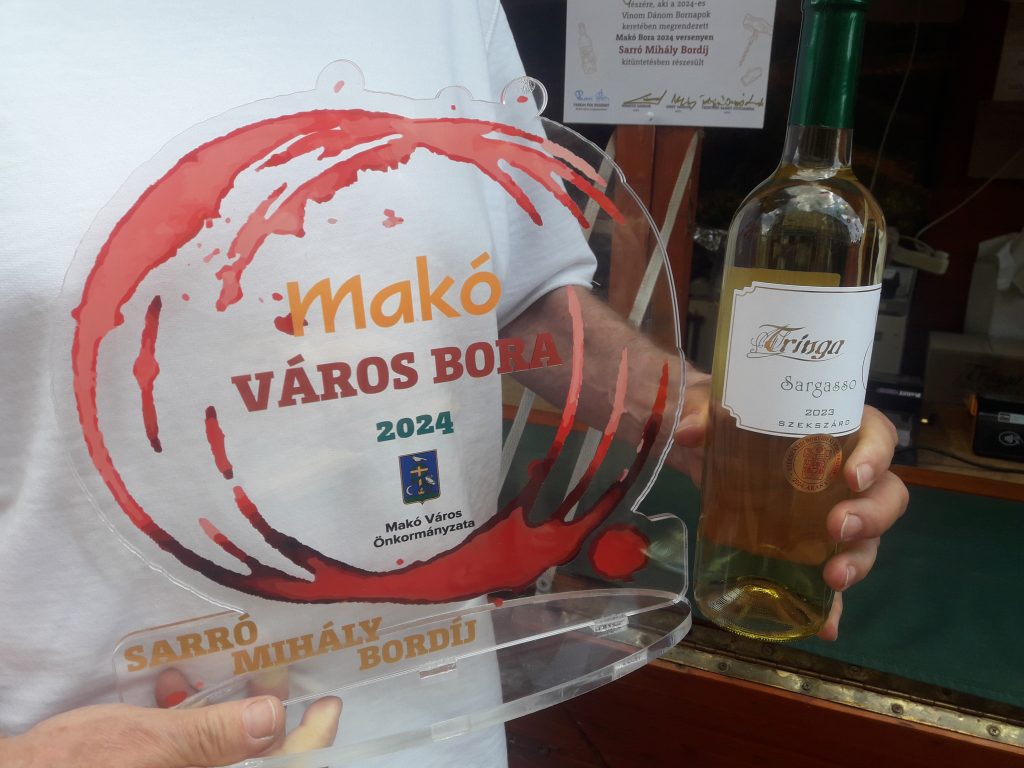 részére, aki a 2024-es
Vinom Dánom Bornapok
keretében megrendezett
Makó Bora 2024 versenyen
Sarró Mihály Bordíj
kitüntetésben részesült
Makó
VÁROS BORA
2024
Makó Város
Önkormányzata
SARRÓ
MIHÁLY
BORDÍJ
Tringa
Sargasso
2023
SZEKSZÁRD